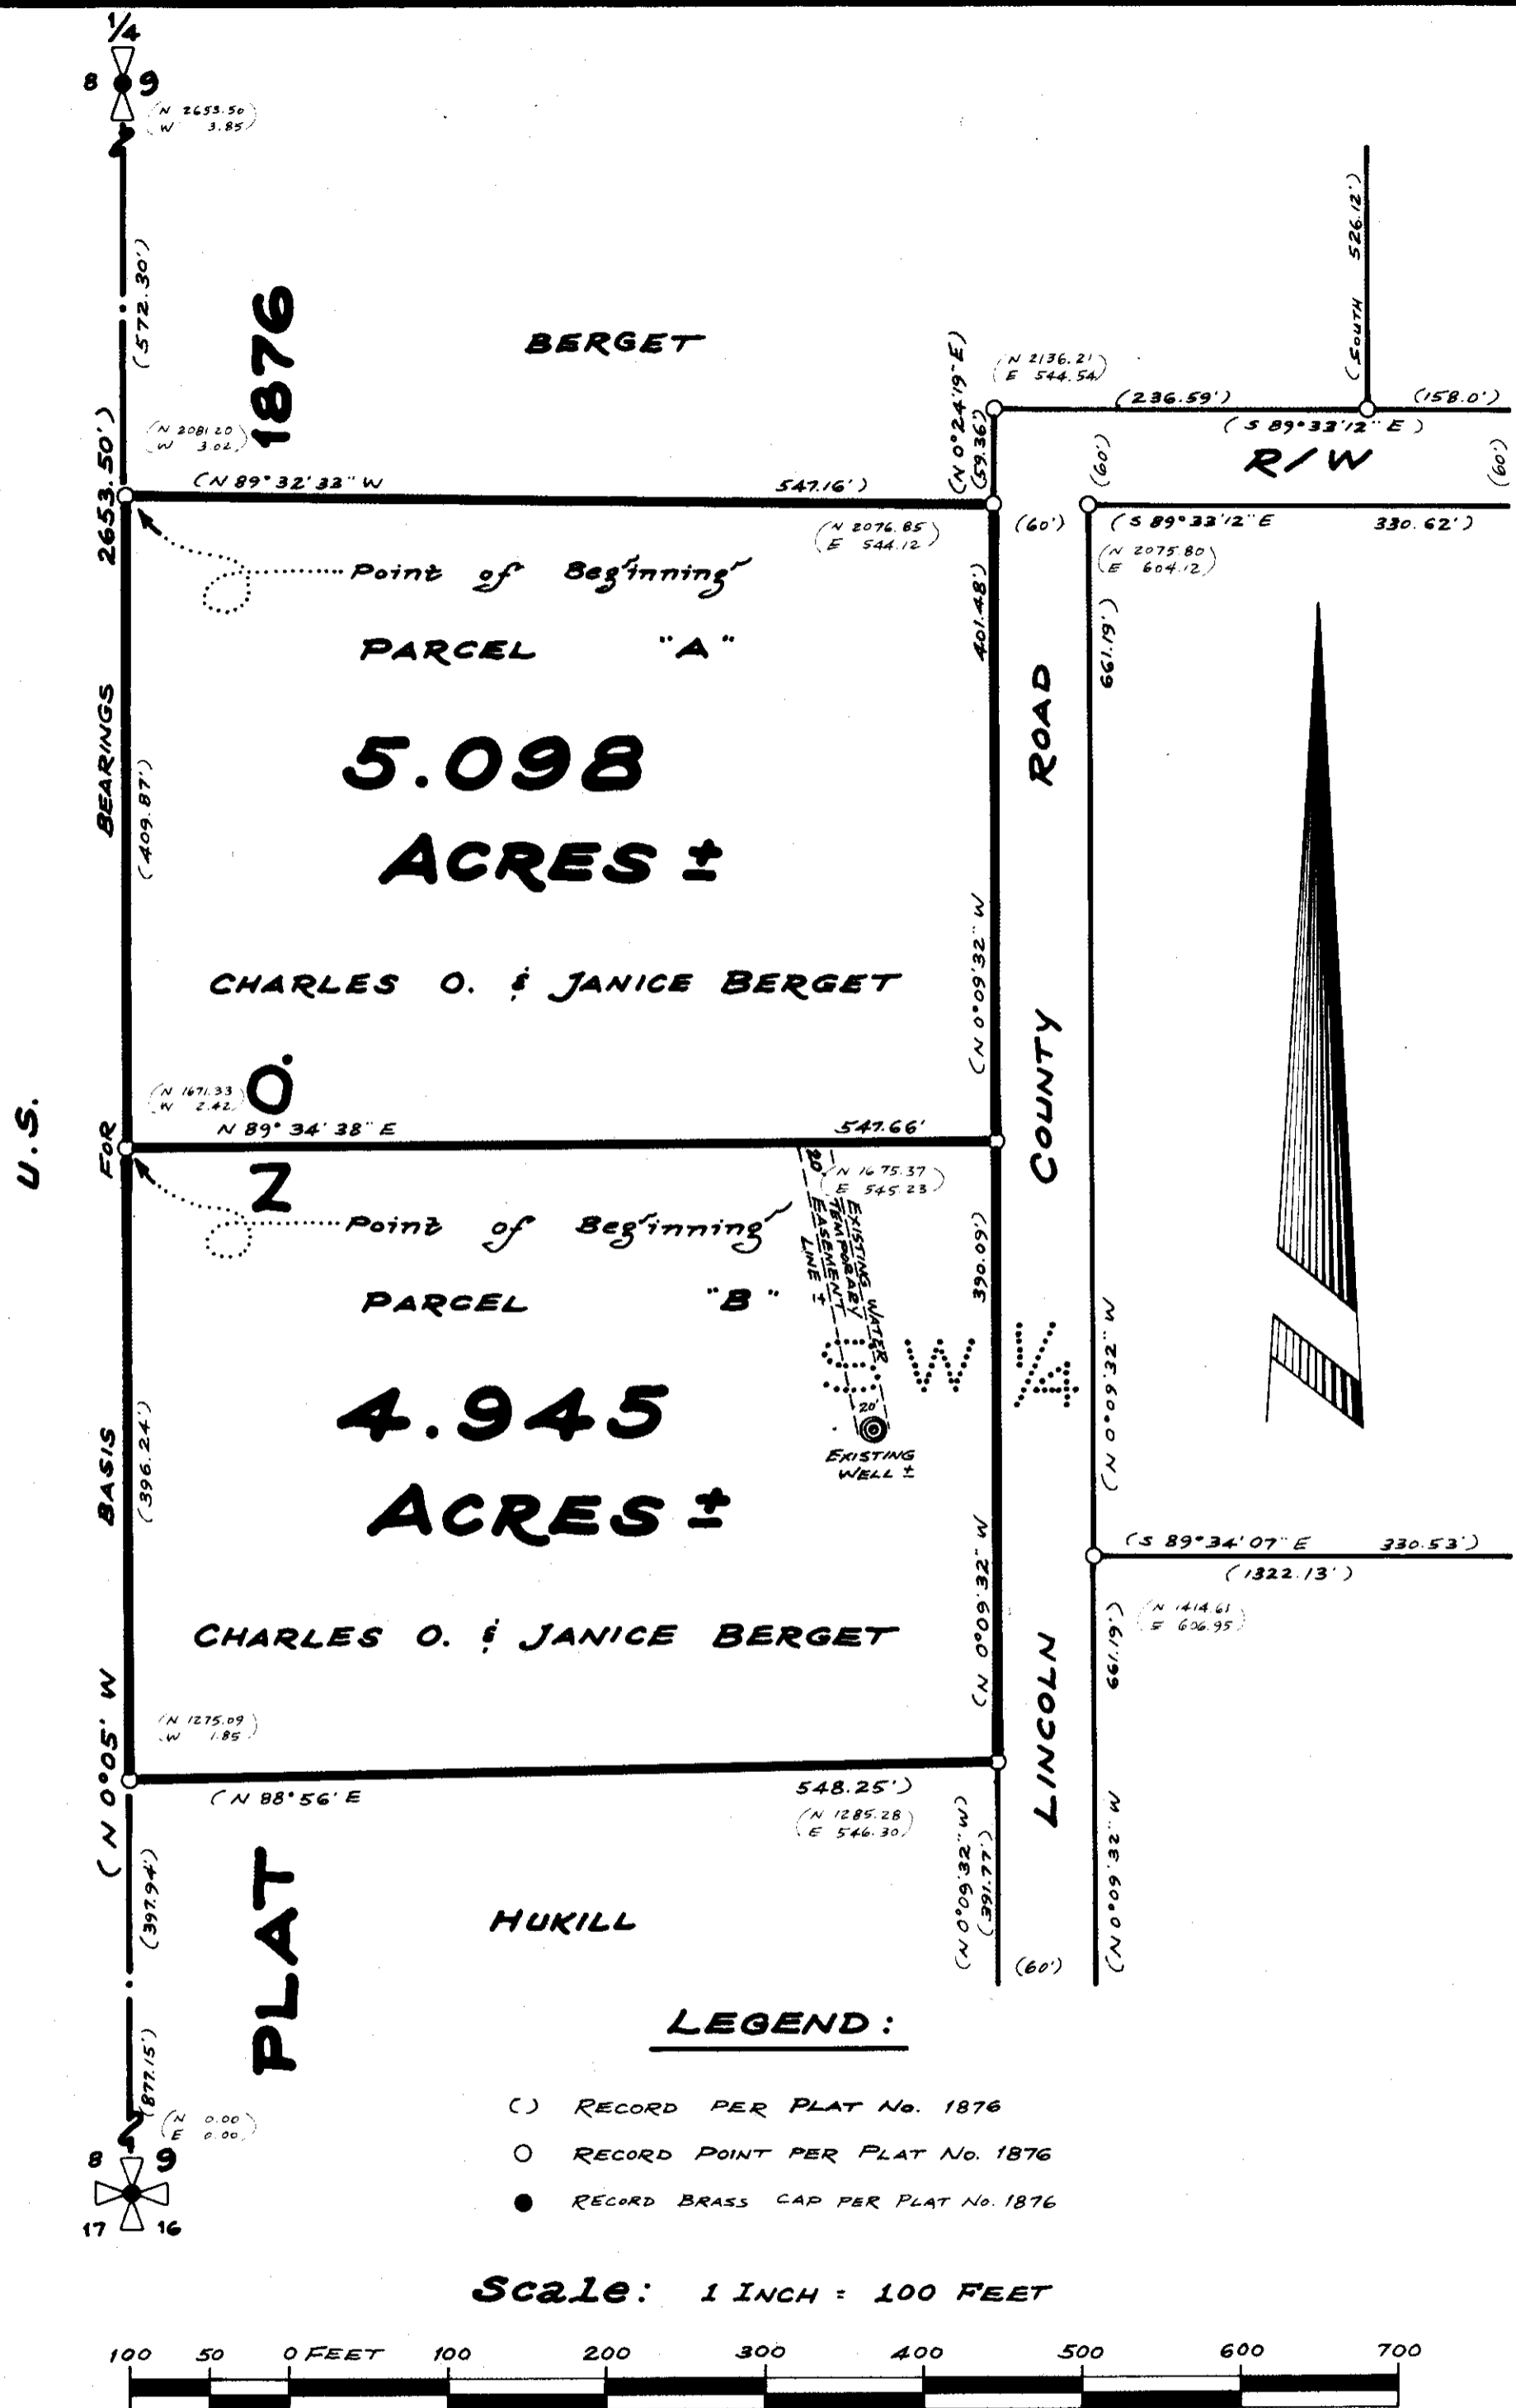 1/4
8 9
(N 2653.50
W 3.85)
(572.30')
1876
BERGET
(SOUTH 526.12')
(N 0°24'19" E)
(59.36')
(N 2136.21
E 544.54)
(236.59')
(158.0')
(S 89°33'12" E)
R/W
(60')
(60')
(N 2081.20
W 3.02)
(N 89°32'33" W 547.16')
(N 2076.85
E 544.12)
(60')
(S 89°33'12" E 330.62')
(N 2075.80
E 604.12)
Point of Beginning
PARCEL "A"
5.098
ACRES ±
CHARLES O. & JANICE BERGET
(409.87')
(N 0°09'32" W 401.48')
661.19')
(N 0°09'32" W
LINCOLN COUNTY ROAD
U.S.
(N 0°05' W BASIS FOR BEARINGS 2653.50')
(N 1671.33
W 2.42)
N 89° 34' 38" E 547.66'
PLAT NO. 1876
(N 1675.37
E 545.23)
Point of Beginning
PARCEL "B"
20'
EXISTING WATER
TEMPORARY
EASEMENT
LINE ±
4.945
ACRES ±
SW 1/4
20'
EXISTING
WELL ±
(396.24')
(N 0°09'32" W 390.09')
CHARLES O. & JANICE BERGET
(S 89°34'07" E 330.53')
(1322.13')
(N 1414.61
E 606.95)
(N 0°09'32" W 661.19')
(N 1275.09
W 1.85)
(N 88°56' E 548.25')
(N 1285.28
E 546.30)
(N 0°09'32" W)
(391.77')
(60')
HUKILL
(397.94')
(877.15')
(N 0.00
E 0.00)
8 9
17 16
LEGEND:
( ) RECORD PER PLAT No. 1876
RECORD POINT PER PLAT No. 1876
RECORD BRASS CAP PER PLAT No. 1876
Scale: 1 INCH = 100 FEET
100 50 0 FEET 100 200 300 400 500 600 700